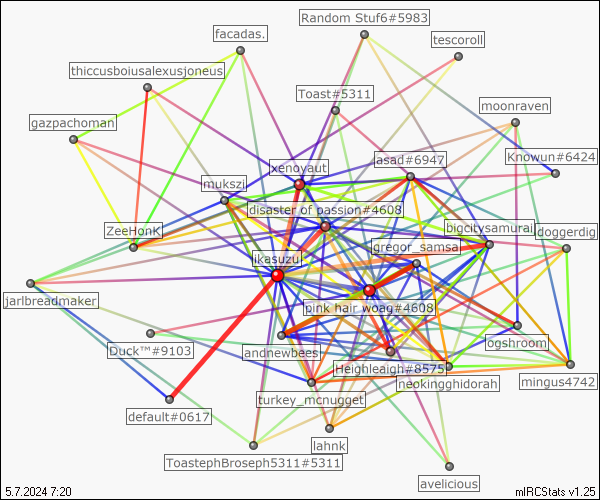 Random Stuf6#5983
facadas.
tescoroll
thiccusboiusalexusjoneus
Toast#5311
moonraven
gazpachoman
xenovaut
asad#6947
Knowun#6424
mukszi
disaster of passion#4608
ZeeHonk
bigcitysamurai
doggerdig
gregor_samsa
ikasuzu
jarlbreadmaker
pink hair woag#4608
ogshroom
Duck™#9103
andnewbees
Heighleaigh#8575
neokingghidorah
mingus4742
default#0617
turkey_mcnugget
lahnk
ToastephBroseph5311#5311
avelicious
5.7.2024 7:20
mIRCStats v1.25